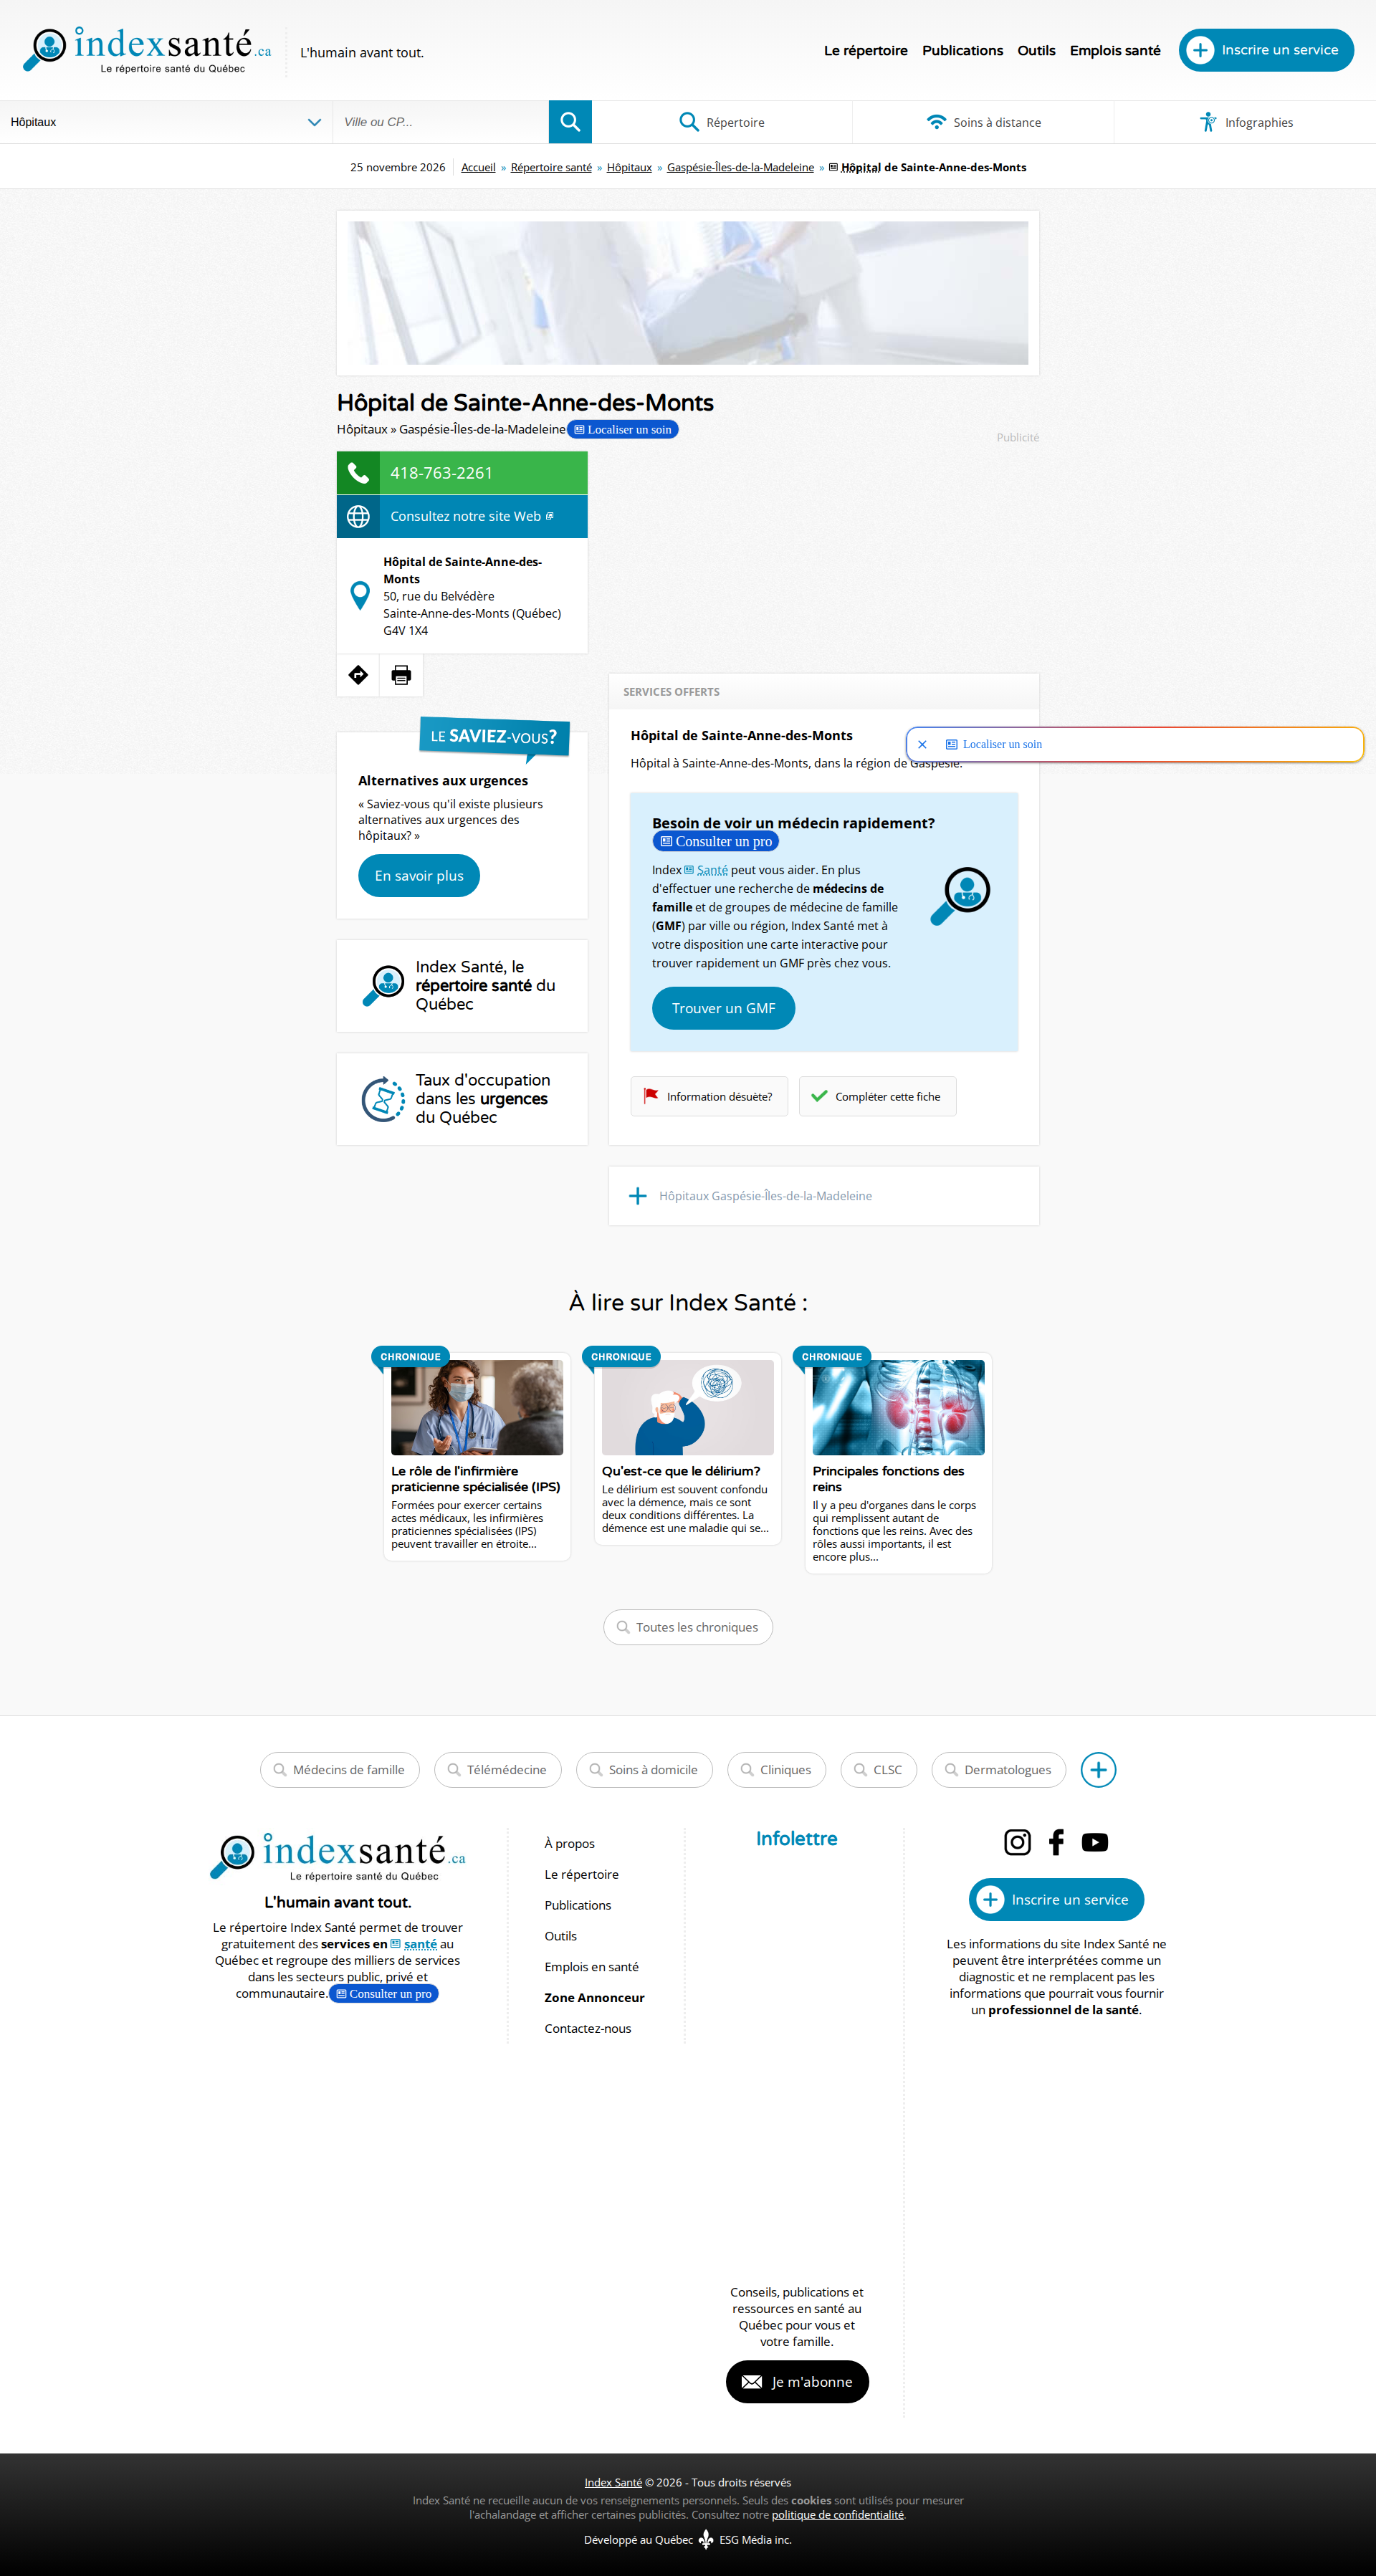 indexsanté.ca
Le répertoire santé du Québec
L'humain avant tout.
Le répertoire
Publications
Outils
Emplois santé
Inscrire un service
Hôpitaux
Ville ou CP...
Répertoire
Soins à distance
Infographies
25 novembre 2026
Accueil » Répertoire santé » Hôpitaux » Gaspésie-Îles-de-la-Madeleine » Hôpital de Sainte-Anne-des-Monts
Hôpital de Sainte-Anne-des-Monts
Hôpitaux » Gaspésie-Îles-de-la-Madeleine Localiser un soin
Publicité
418-763-2261
Consultez notre site Web
Hôpital de Sainte-Anne-des-
Monts
50, rue du Belvédère
Sainte-Anne-des-Monts (Québec)
G4V 1X4
LE SAVIEZ-VOUS?
Alternatives aux urgences
« Saviez-vous qu'il existe plusieurs
alternatives aux urgences des
hôpitaux? »
En savoir plus
Index Santé, le
répertoire santé du
Québec
Taux d'occupation
dans les urgences
du Québec
SERVICES OFFERTS
Hôpital de Sainte-Anne-des-Monts
Hôpital à Sainte-Anne-des-Monts, dans la région de Gaspésie.
Localiser un soin
Besoin de voir un médecin rapidement?
Consulter un pro
Index Santé peut vous aider. En plus
d'effectuer une recherche de médecins de
famille et de groupes de médecine de famille
(GMF) par ville ou région, Index Santé met à
votre disposition une carte interactive pour
trouver rapidement un GMF près chez vous.
Trouver un GMF
Information désuète?
Compléter cette fiche
Hôpitaux Gaspésie-Îles-de-la-Madeleine
À lire sur Index Santé :
CHRONIQUE
Le rôle de l'infirmière
praticienne spécialisée (IPS)
Formées pour exercer certains
actes médicaux, les infirmières
praticiennes spécialisées (IPS)
peuvent travailler en étroite...
CHRONIQUE
Qu'est-ce que le délirium?
Le délirium est souvent confondu
avec la démence, mais ce sont
deux conditions différentes. La
démence est une maladie qui se...
CHRONIQUE
Principales fonctions des
reins
Il y a peu d'organes dans le corps
qui remplissent autant de
fonctions que les reins. Avec des
rôles aussi importants, il est
encore plus...
Toutes les chroniques
Médecins de famille
Télémédecine
Soins à domicile
Cliniques
CLSC
Dermatologues
indexsanté.ca
Le répertoire santé du Québec
L'humain avant tout.
Le répertoire Index Santé permet de trouver
gratuitement des services en santé au
Québec et regroupe des milliers de services
dans les secteurs public, privé et
communautaire. Consulter un pro
À propos
Le répertoire
Publications
Outils
Emplois en santé
Zone Annonceur
Contactez-nous
Infolettre
Conseils, publications et
ressources en santé au
Québec pour vous et
votre famille.
Je m'abonne
Inscrire un service
Les informations du site Index Santé ne
peuvent être interprétées comme un
diagnostic et ne remplacent pas les
informations que pourrait vous fournir
un professionnel de la santé.
Index Santé © 2026 - Tous droits réservés
Index Santé ne recueille aucun de vos renseignements personnels. Seuls des cookies sont utilisés pour mesurer
l'achalandage et afficher certaines publicités. Consultez notre politique de confidentialité.
Développé au Québec ESG Média inc.